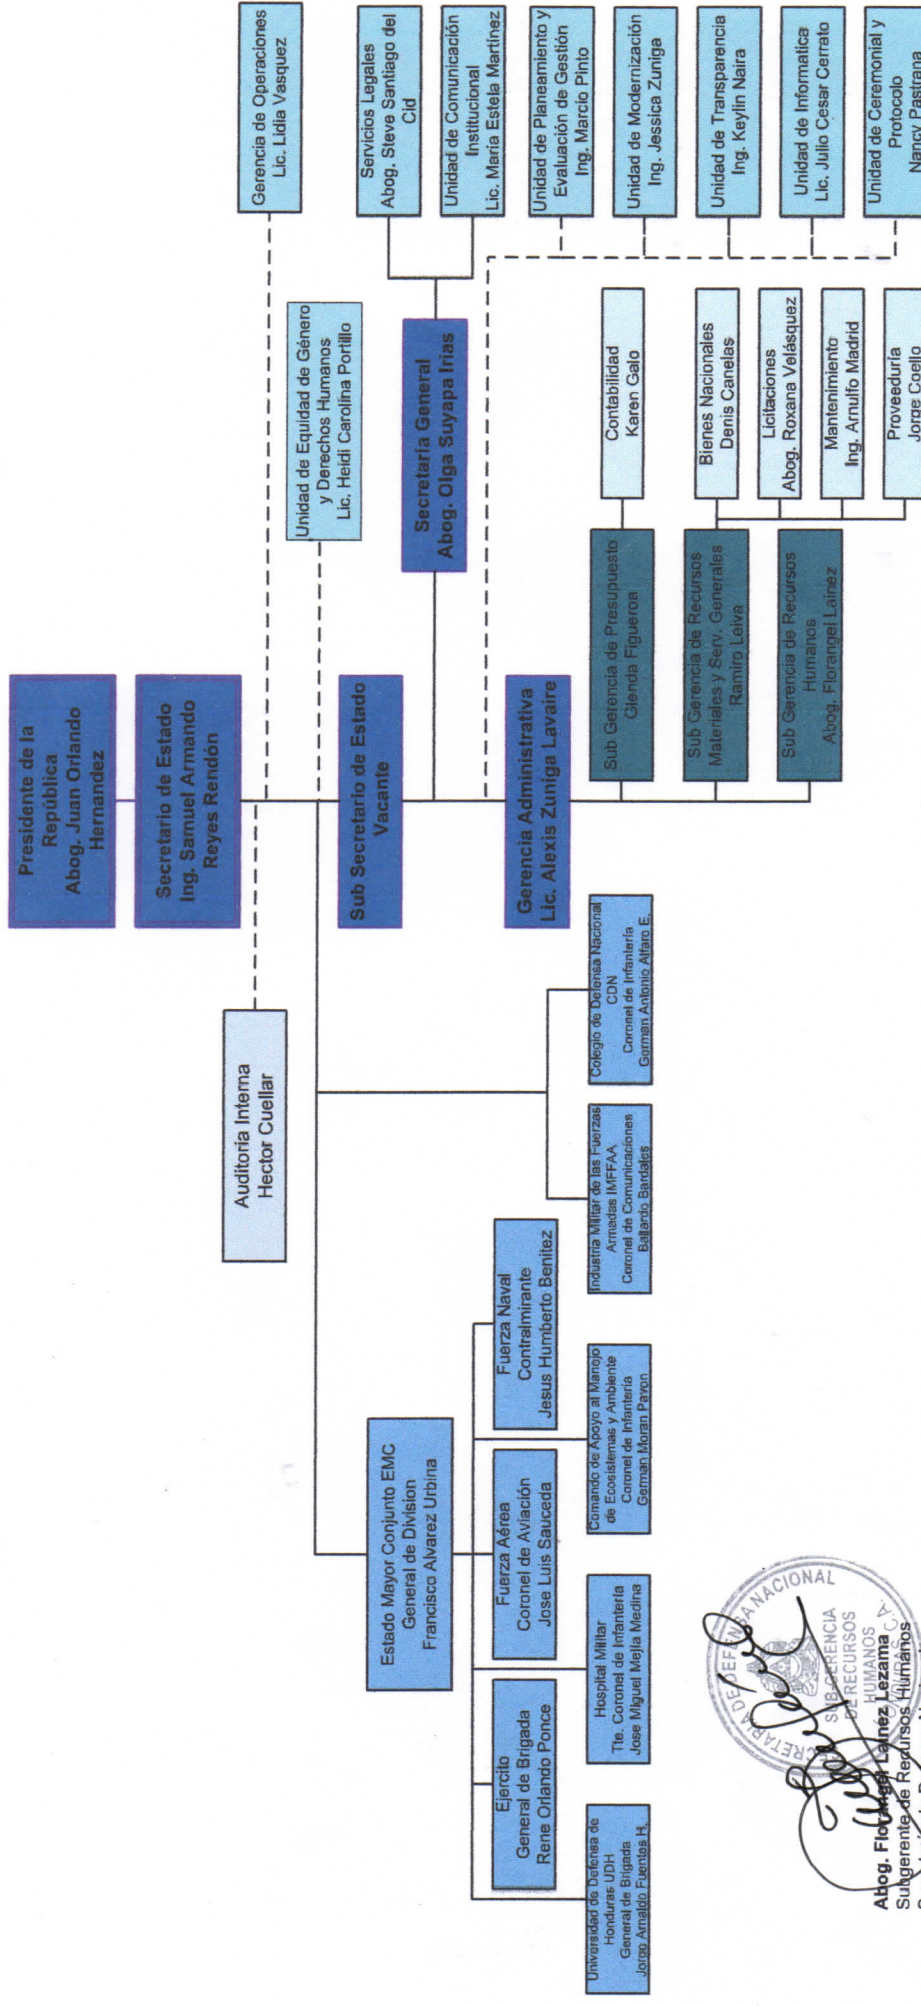 Presidente de la
República
Abog. Juan Orlando
Hernandez
Secretario de Estado
Ing. Samuel Armando
Reyes Rendón
Auditoria Interna
Hector Cuellar
Gerencia de Operaciones
Lic. Lidia Vasquez
Unidad de Equidad de Género
y Derechos Humanos
Lic. Heidi Carolina Portillo
Sub Secretario de Estado
Vacante
Servicios Legales
Abog. Steve Santiago del
Cid
Unidad de Comunicación
Institucional
Lic. Maria Estela Martinez
Secretaría General
Abog. Olga Suyapa Irias
Estado Mayor Conjunto EMC
General de Division
Francisco Alvarez Urbina
Gerencia Administrativa
Lic. Alexis Zuniga Lavaire
Unidad de Planeamiento y
Evaluación de Gestión
Ing. Marcio Pinto
Unidad de Modernización
Ing. Jessica Zuniga
Unidad de Transparencia
Ing. Keylin Naira
Unidad de Informatica
Lic. Julio Cesar Cerrato
Unidad de Ceremonial y
Protocolo
Nancy Pastrana
Ejercito
General de Brigada
Rene Orlando Ponce
Fuerza Aérea
Coronel de Aviación
Jose Luis Sauceda
Fuerza Naval
Contralmirante
Jesus Humberto Benitez
Universidad de Defensa de
Honduras UDH
General de Brigada
Jorge Arnaldo Fuentes H.
Hospital Militar
Tte. Coronel de Infantería
Jose Miguel Mejia Medina
Comando de Apoyo al Manejo
de Ecosistemas y Ambiente
Coronel de Infantería
German Moran Pavon
Industria Militar de las Fuerzas
Armadas IMFFAA
Coronel de Comunicaciones
Ballardo Bardales
Colegio de Defensa Nacional
CDN
Coronel de Infantería
German Antonio Alfaro E.
Sub Gerencia de Presupuesto
Glenda Figueroa
Contabilidad
Karen Galo
Sub Gerencia de Recursos
Materiales y Serv. Generales
Ramiro Leiva
Bienes Nacionales
Denis Canelas
Licitaciones
Abog. Roxana Velásquez
Mantenimiento
Ing. Arnulfo Madrid
Proveeduría
Jorge Coello
Sub Gerencia de Recursos
Humanos
Abog. Florangel Lainez
SECRETARIA DE DEFENSA NACIONAL
SUB-GERENCIA
DE RECURSOS
HUMANOS
Abog. Florangel Lainez Lezama
Subgerente de Recursos Humanos